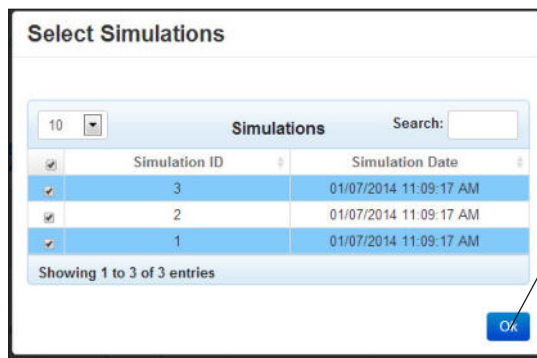 Select Simulations
10 Simulations Search:
Simulation ID Simulation Date
3 01/07/2014 11:09:17 AM
2 01/07/2014 11:09:17 AM
1 01/07/2014 11:09:17 AM
Showing 1 to 3 of 3 entries
Ok